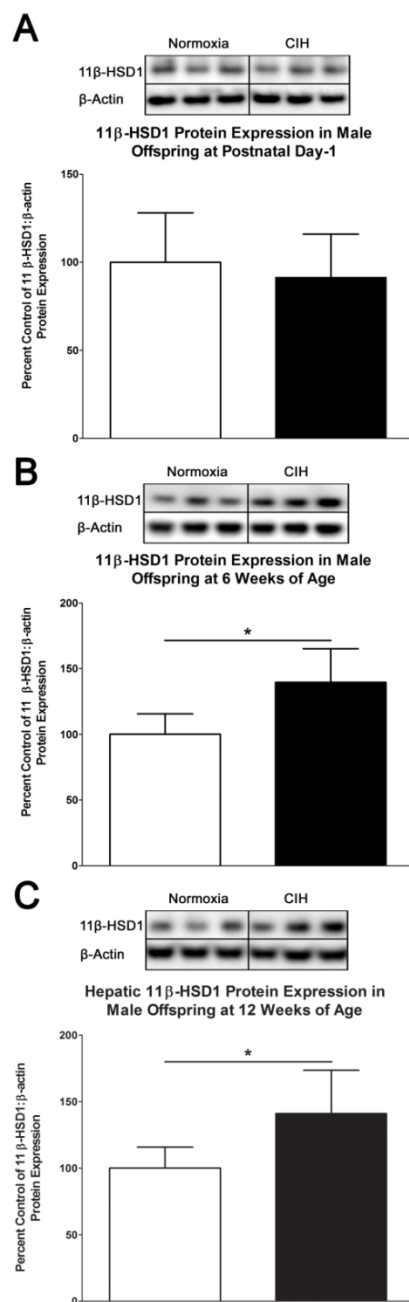 A
Normoxia CIH
11β-HSD1
β-Actin
11β-HSD1 Protein Expression in Male
Offspring at Postnatal Day-1
Percent Control of 11 β-HSD1:β-actin
Protein Expression
150
100
50
0
B
Normoxia CIH
11β-HSD1
β-Actin
11β-HSD1 Protein Expression in Male
Offspring at 6 Weeks of Age
Percent Control of 11 β-HSD1:β-actin
Protein Expression
200
150
100
50
0
*
C
Normoxia CIH
11β-HSD1
β-Actin
Hepatic 11β-HSD1 Protein Expression in
Male Offspring at 12 Weeks of Age
Percent Control of 11 β-HSD1:β-actin
Protein Expression
200
150
100
50
0
*